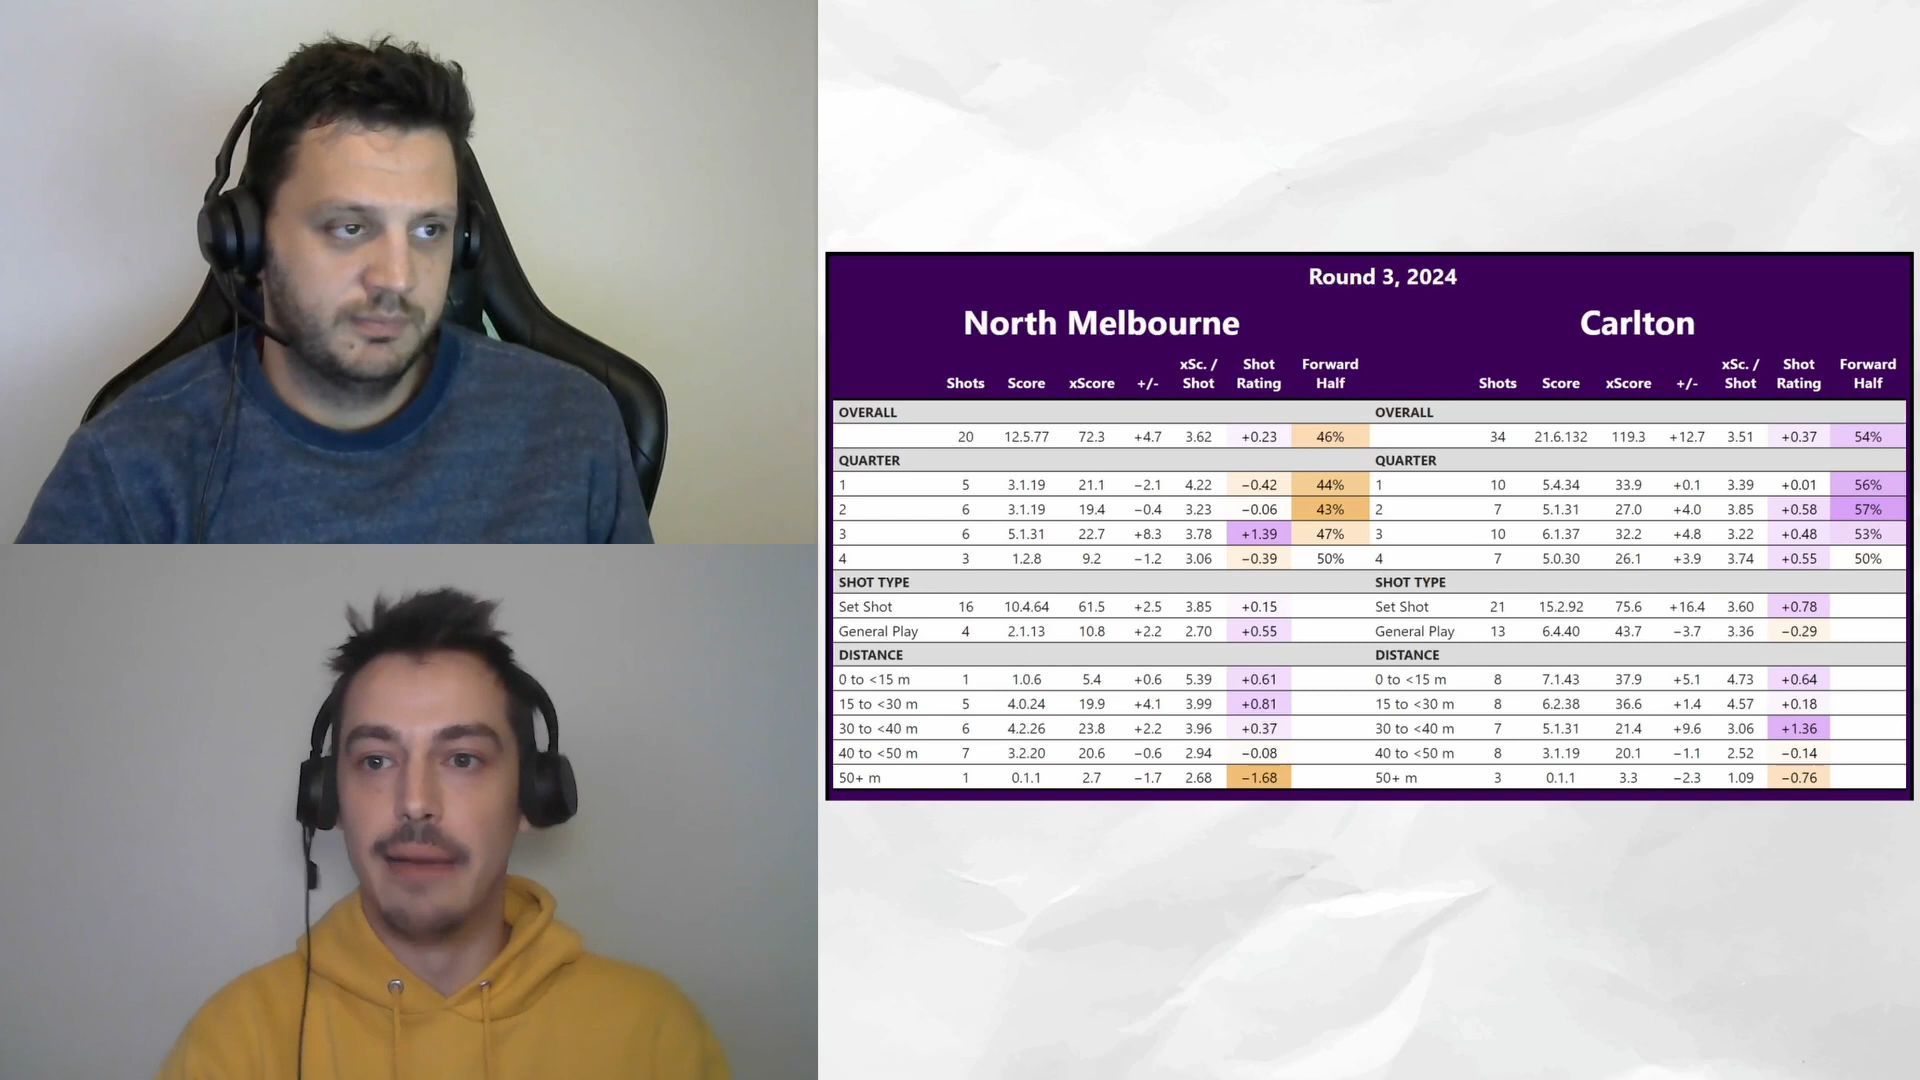 Round 3, 2024
North Melbourne Carlton
Shots Score xScore +/- xSc. / Shot Shot Rating Forward Half Shots Score xScore +/- xSc. / Shot Shot Rating Forward Half
OVERALL OVERALL
20 12.5.77 72.3 +4.7 3.62 +0.23 46% 34 21.6.132 119.3 +12.7 3.51 +0.37 54%
QUARTER QUARTER
1 5 3.1.19 21.1 −2.1 4.22 −0.42 44% 1 10 5.4.34 33.9 +0.1 3.39 +0.01 56%
2 6 3.1.19 19.4 −0.4 3.23 −0.06 43% 2 7 5.1.31 27.0 +4.0 3.85 +0.58 57%
3 6 5.1.31 22.7 +8.3 3.78 +1.39 47% 3 10 6.1.37 32.2 +4.8 3.22 +0.48 53%
4 3 1.2.8 9.2 −1.2 3.06 −0.39 50% 4 7 5.0.30 26.1 +3.9 3.74 +0.55 50%
SHOT TYPE SHOT TYPE
Set Shot 16 10.4.64 61.5 +2.5 3.85 +0.15 Set Shot 21 15.2.92 75.6 +16.4 3.60 +0.78
General Play 4 2.1.13 10.8 +2.2 2.70 +0.55 General Play 13 6.4.40 43.7 −3.7 3.36 −0.29
DISTANCE DISTANCE
0 to <15 m 1 1.0.6 5.4 +0.6 5.39 +0.61 0 to <15 m 8 7.1.43 37.9 +5.1 4.73 +0.64
15 to <30 m 5 4.0.24 19.9 +4.1 3.99 +0.81 15 to <30 m 8 6.2.38 36.6 +1.4 4.57 +0.18
30 to <40 m 6 4.2.26 23.8 +2.2 3.96 +0.37 30 to <40 m 7 5.1.31 21.4 +9.6 3.06 +1.36
40 to <50 m 7 3.2.20 20.6 −0.6 2.94 −0.08 40 to <50 m 8 3.1.19 20.1 −1.1 2.52 −0.14
50+ m 1 0.1.1 2.7 −1.7 2.68 −1.68 50+ m 3 0.1.1 3.3 −2.3 1.09 −0.76